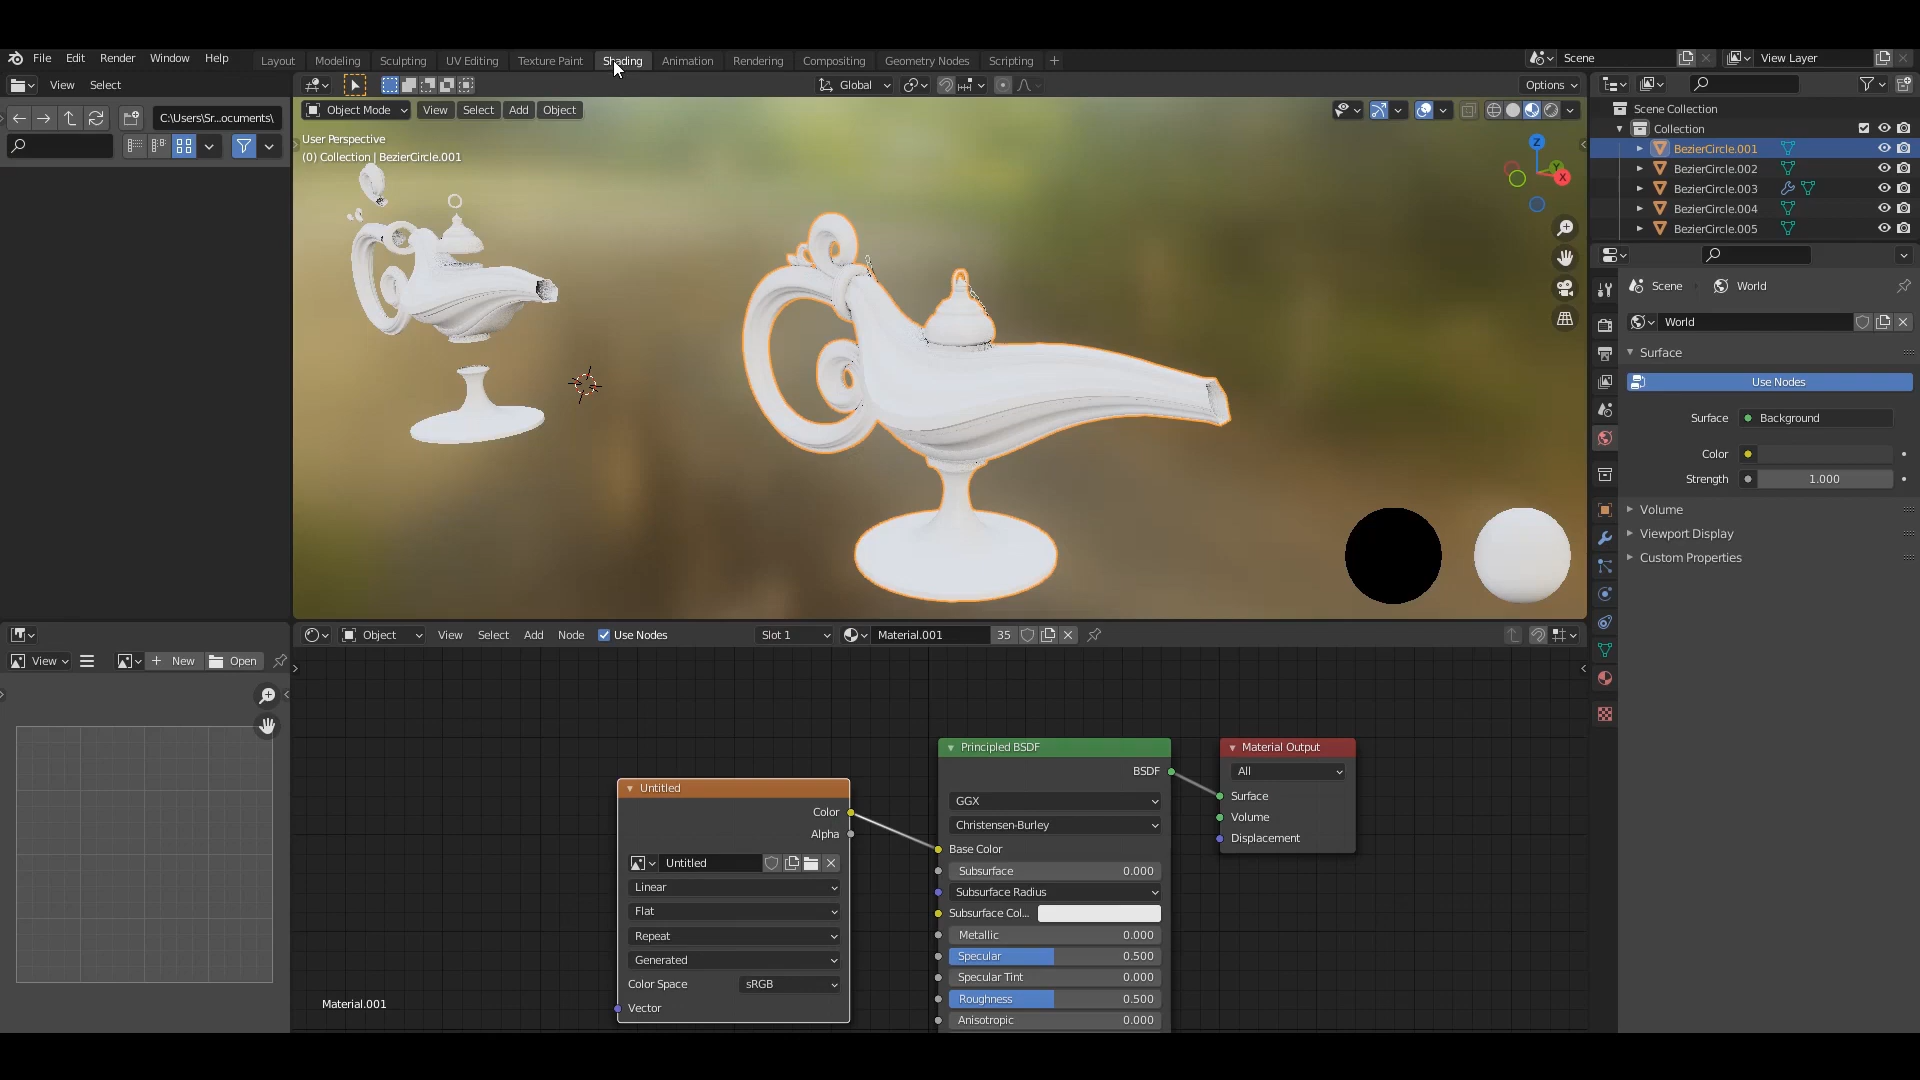 File Edit Render Window Help Layout Modeling Sculpting UV Editing Texture Paint Shading Animation Rendering Compositing Geometry Nodes Scripting + Scene View Layer
View Select Global Options
C:\Users\Sr...ocuments\ Object Mode View Select Add Object
User Perspective
(0) Collection | BezierCircle.001
Z
Y
X
Scene Collection
Collection
BezierCircle.001
BezierCircle.002
BezierCircle.003
BezierCircle.004
BezierCircle.005
Scene World
World
Surface
Use Nodes
Surface Background
Color
Strength 1.000
Volume
Viewport Display
Custom Properties
Object View Select Add Node Use Nodes Slot 1 Material.001 35
View New Open
Untitled
Color
Alpha
Untitled
Linear
Flat
Repeat
Generated
Color Space sRGB
Vector
Principled BSDF
BSDF
GGX
Christensen-Burley
Base Color
Subsurface 0.000
Subsurface Radius
Subsurface Col...
Metallic 0.000
Specular 0.500
Specular Tint 0.000
Roughness 0.500
Anisotropic 0.000
Material Output
All
Surface
Volume
Displacement
Material.001